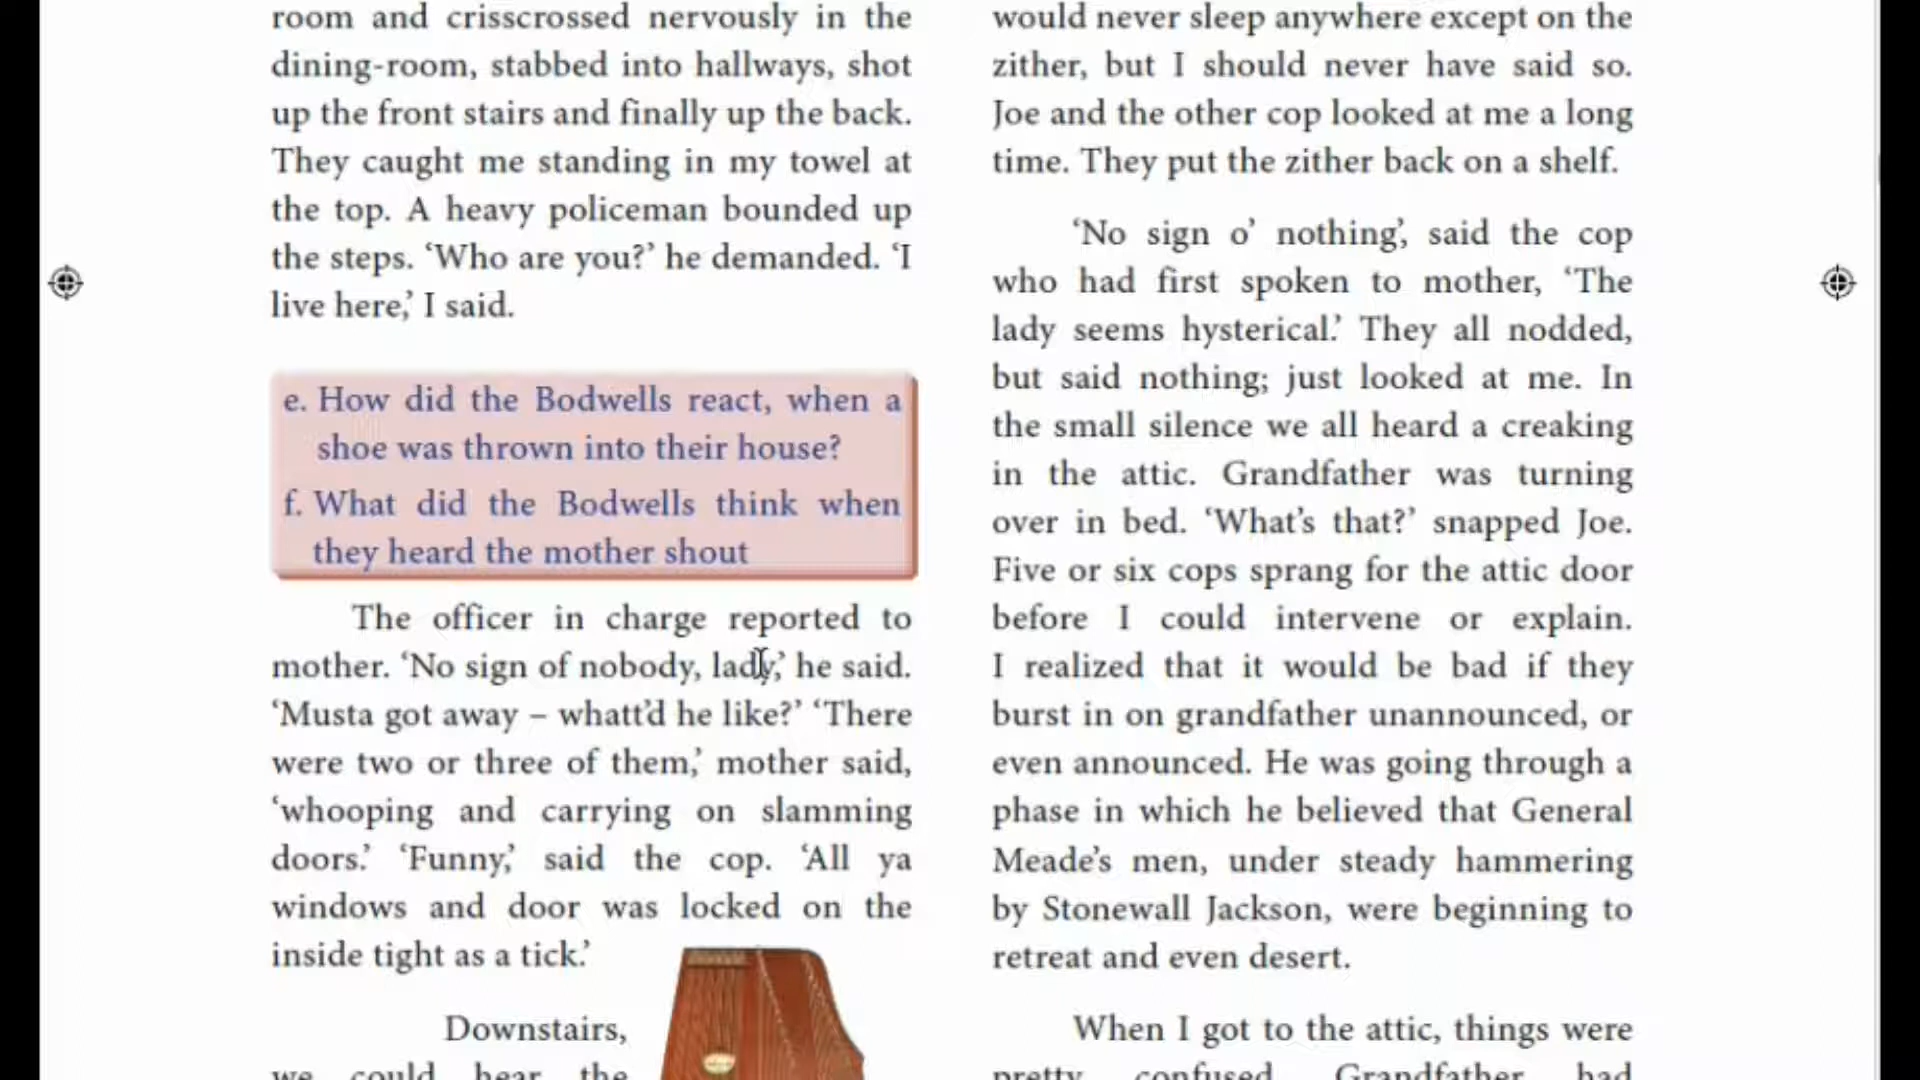 room and crisscrossed nervously in the
dining-room, stabbed into hallways, shot
up the front stairs and finally up the back.
They caught me standing in my towel at
the top. A heavy policeman bounded up
the steps. ‘Who are you?’ he demanded. ‘I
live here,’ I said.
e. How did the Bodwells react, when a
shoe was thrown into their house?
f. What did the Bodwells think when
they heard the mother shout
The officer in charge reported to
mother. ‘No sign of nobody, lady,’ he said.
‘Musta got away – whatt’d he like?’ ‘There
were two or three of them,’ mother said,
‘whooping and carrying on slamming
doors.’ ‘Funny,’ said the cop. ‘All ya
windows and door was locked on the
inside tight as a tick.’
Downstairs,
we could hear the
would never sleep anywhere except on the
zither, but I should never have said so.
Joe and the other cop looked at me a long
time. They put the zither back on a shelf.
‘No sign o’ nothing’, said the cop
who had first spoken to mother, ‘The
lady seems hysterical.’ They all nodded,
but said nothing; just looked at me. In
the small silence we all heard a creaking
in the attic. Grandfather was turning
over in bed. ‘What’s that?’ snapped Joe.
Five or six cops sprang for the attic door
before I could intervene or explain.
I realized that it would be bad if they
burst in on grandfather unannounced, or
even announced. He was going through a
phase in which he believed that General
Meade’s men, under steady hammering
by Stonewall Jackson, were beginning to
retreat and even desert.
When I got to the attic, things were
pretty confused. Grandfather had